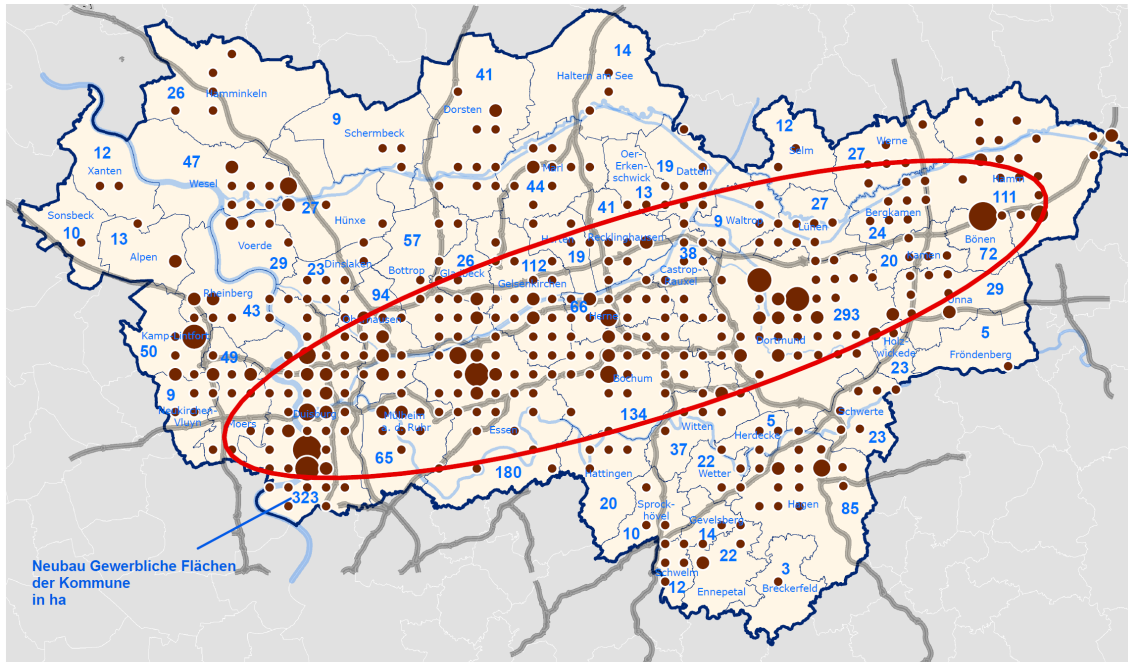 14
Haltern am See
41
Dorsten
26
Hamminkeln
9
Schermbeck
12
Xanten
47
Wesel
12
Selm
27
Werne
Oer-
Erken-
schwick
19
Datteln
13
Marl
44
41
27
Hünxe
Sonsbeck
10
13
Alpen
Voerde
29
23
Dinslaken
57
Bottrop
26
Gladbeck
112
Gelsenkirchen
Herten
19
Recklinghausen
38
Castrop-
Rauxel
9
Waltrop
27
Lünen
Bergkamen
24
Hamm
111
Bönen
72
20
Kamen
29
Unna
5
Fröndenberg
Rheinberg
43
94
Oberhausen
66
Herne
293
Dortmund
Holz-
wickede
23
Kamp-Lintfort
50
49
9
Neukirchen-
Vluyn
Moers
Duisburg
Mülheim
a. d. Ruhr
65
Essen
180
Bochum
134
Witten
37
Herdecke
5
Schwerte
23
22
Wetter
Hattingen
20
Sprock-
hövel
10
Hagen
85
Gevelsberg
14
22
Schwelm
12
Ennepetal
3
Breckerfeld
323
Neubau Gewerbliche Flächen
der Kommune
in ha